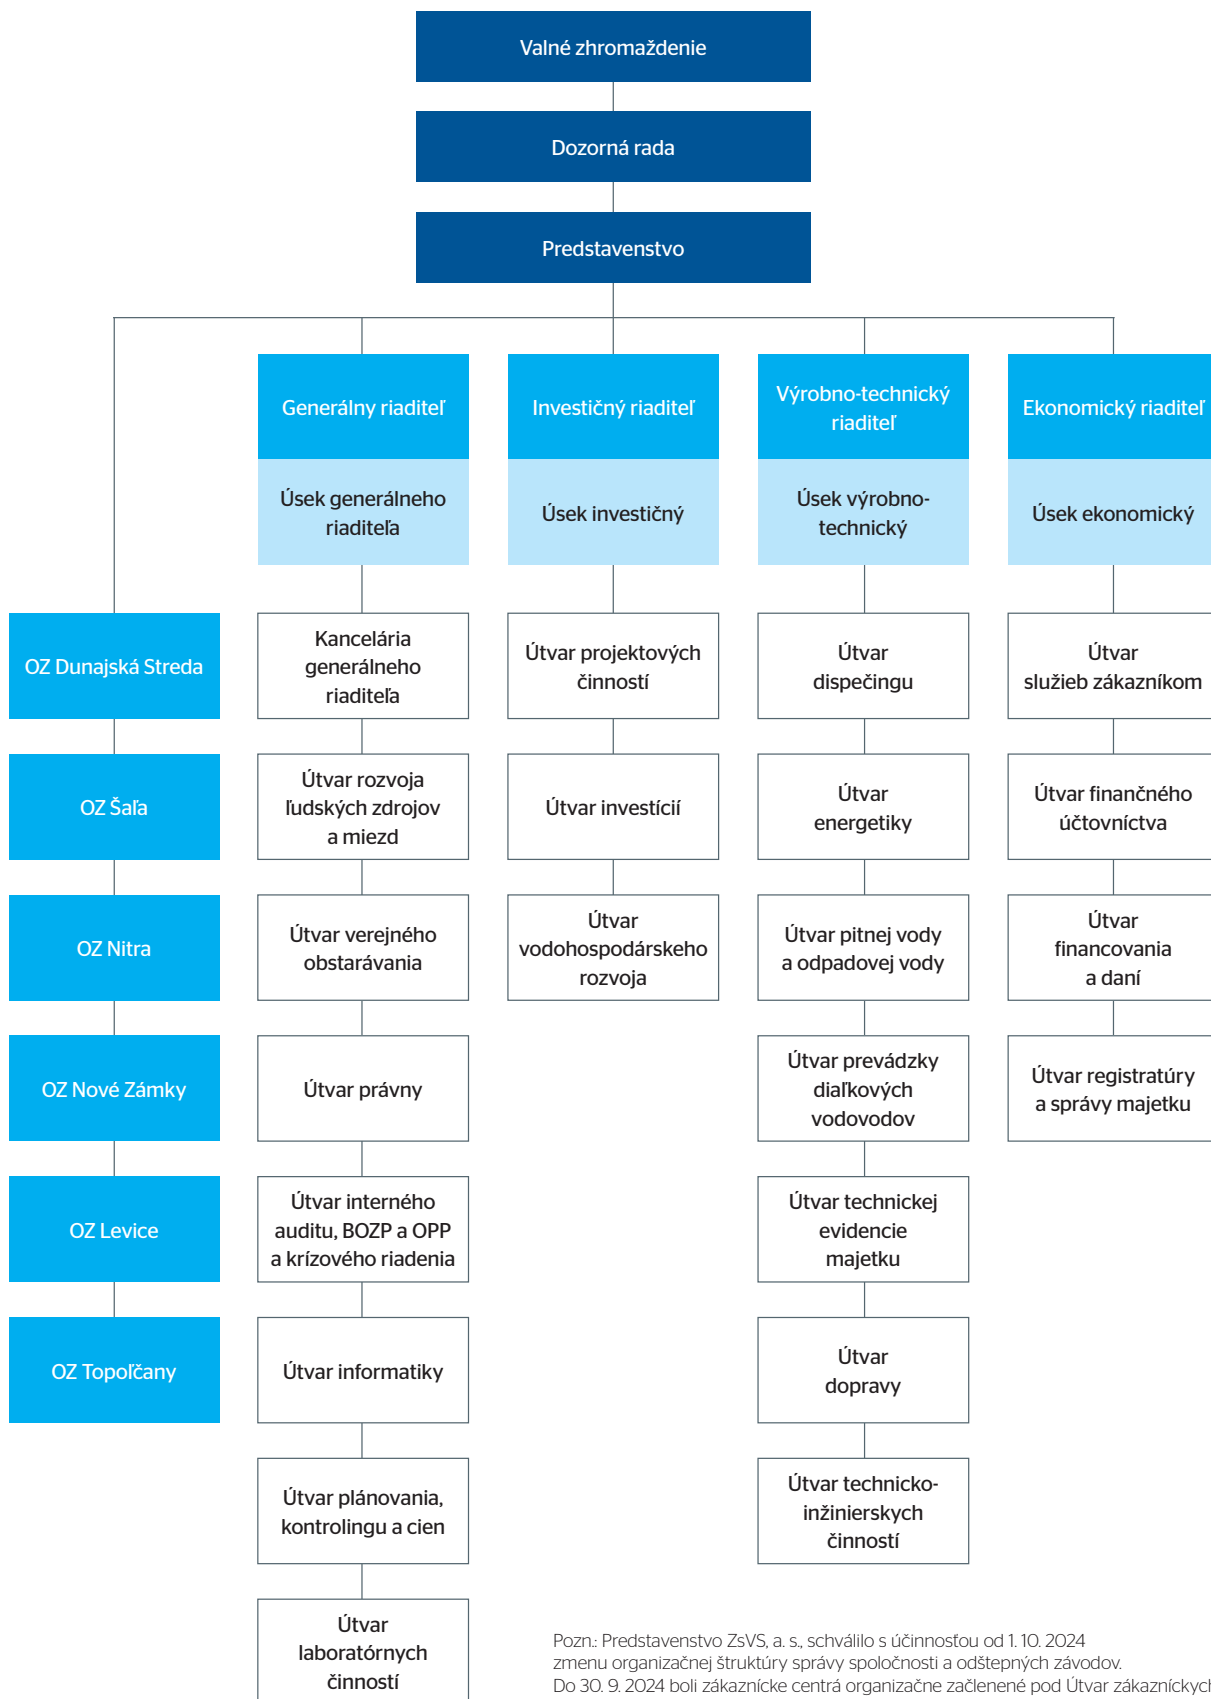 Valné zhromaždenie
Dozorná rada
Predstavenstvo
Generálny riaditeľ
Úsek generálneho
riaditeľa
Investičný riaditeľ
Úsek investičný
Výrobno-technický
riaditeľ
Úsek výrobno-
technický
Ekonomický riaditeľ
Úsek ekonomický
OZ Dunajská Streda
OZ Šaľa
OZ Nitra
OZ Nové Zámky
OZ Levice
OZ Topoľčany
Kancelária
generálneho
riaditeľa
Útvar rozvoja
ľudských zdrojov
a miezd
Útvar verejného
obstarávania
Útvar právny
Útvar interného
auditu, BOZP a OPP
a krízového riadenia
Útvar informatiky
Útvar plánovania,
kontrolingu a cien
Útvar
laboratórnych
činností
Útvar projektových
činností
Útvar investícií
Útvar
vodohospodárskeho
rozvoja
Útvar
dispečingu
Útvar
energetiky
Útvar pitnej vody
a odpadovej vody
Útvar prevádzky
diaľkových
vodovodov
Útvar technickej
evidencie
majetku
Útvar
dopravy
Útvar technicko-
inžinierskych
činností
Útvar
služieb zákazníkom
Útvar finančného
účtovníctva
Útvar
financovania
a daní
Útvar registratúry
a správy majetku
Pozn.: Predstavenstvo ZsVS, a. s., schválilo s účinnosťou od 1. 10. 2024
zmenu organizačnej štruktúry správy spoločnosti a odštepných závodov.
Do 30. 9. 2024 boli zákaznícke centrá organizačne začlenené pod Útvar zákazníckych